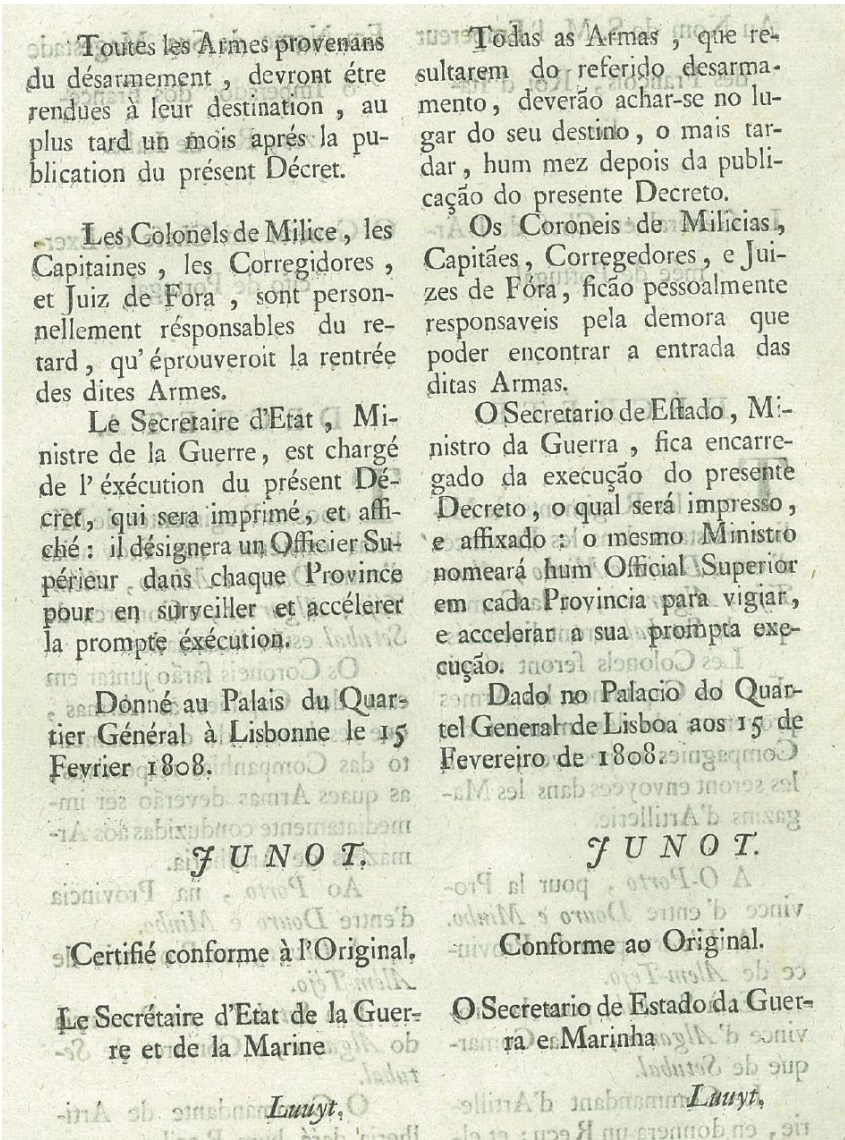 Toutes les Armes provenans
du désarmement , devront étre
rendues à leur destination , au
plus tard un mois aprés la pu-
blication du présent Décret.
Les Colonels de Milice , les
Capitaines , les Corregidores ,
et Juiz de Fora , sont person-
nellement résponsables du re-
tard , qu'éprouveroit la rentrée
des dites Armes.
Le Secretaire d'Etat , Mi-
nistre de la Guerre , est chargé
de l'éxécution du présent Dé-
cret, qui sera imprimé, et affi-
ché : il désignera un Officier Su-
périeur dans chaque Province
pour en surveiller et accélerer
la prompte éxécution.
Donné au Palais du Quar-
tier Général à Lisbonne le 15
Fevrier 1808.
JUNOT.
Certifié conforme à l'Original.
Le Secrétaire d'Etat de la Guer-
re et de la Marine
Luuyt.
Todas as Armas , que re-
sultarem do referido desarma-
mento, deverão achar-se no lu-
gar do seu destino , o mais tar-
dar , hum mez depois da publi-
cação do presente Decreto.
Os Coroneis de Milicias,
Capitães, Corregedores, e Jui-
zes de Fóra, ficão pessoalmente
responsaveis pela demora que
poder encontrar a entrada das
ditas Armas.
O Secretario de Estado, Mi-
nistro da Guerra , fica encarre-
gado da execução do presente
Decreto, o qual será impresso,
e affixado : o mesmo Ministro
nomeará hum Official Superior
em cada Provincia para vigiar,
e accelerar a sua prompta exe-
cução.
Dado no Palacio do Quar-
tel General de Lisboa aos 15 de
Fevereiro de 1808.
JUNOT.
Conforme ao Original.
O Secretario de Estado da Guer-
ra e Marinha
Luuyt.